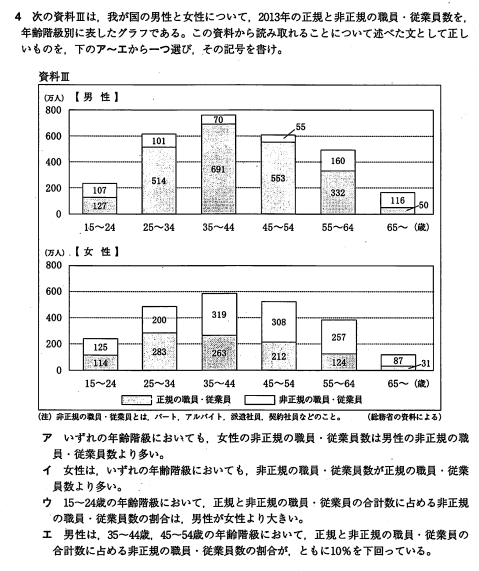 4 次の資料Ⅲは，我が国の男性と女性について，2013年の正規と非正規の職員・従業員数を，
年齢階級別に表したグラフである。この資料から読み取れることについて述べた文として正し
いものを，下のア〜エから一つ選び，その記号を書け。
資料Ⅲ
(万人) 【男 性】
800
600
400
200
0
107
127
101
514
70
691
55
553
160
332
116
50
15〜24 25〜34 35〜44 45〜54 55〜64 65〜 (歳)
(万人) 【女 性】
800
600
400
200
0
125
114
200
283
319
263
308
212
257
124
87
31
15〜24 25〜34 35〜44 45〜54 55〜64 65〜 (歳)
正規の職員・従業員 非正規の職員・従業員
(注) 非正規の職員・従業員とは，パート，アルバイト，派遣社員，契約社員などのこと。 (総務省の資料による)
ア いずれの年齢階級においても，女性の非正規の職員・従業員数は男性の非正規の職
員・従業員数より多い。
イ 女性は，いずれの年齢階級においても，非正規の職員・従業員数が正規の職員・従業
員数より多い。
ウ 15〜24歳の年齢階級において，正規と非正規の職員・従業員の合計数に占める非正規
の職員・従業員数の割合は，男性が女性より大きい。
エ 男性は，35〜44歳，45〜54歳の年齢階級において，正規と非正規の職員・従業員の
合計数に占める非正規の職員・従業員数の割合が，ともに10％を下回っている。